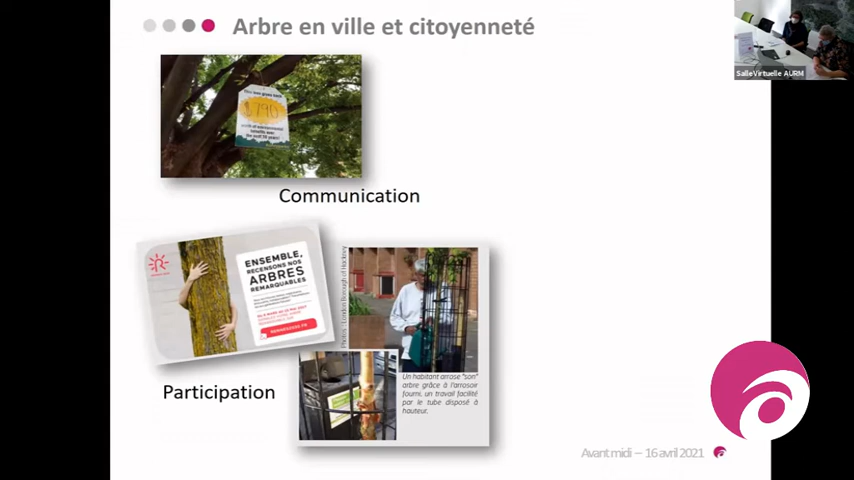 Arbre en ville et citoyenneté
SalleVirtuelle AURM
$790
Communication
ENSEMBLE,
RECENSONS NOS
ARBRES
REMARQUABLES
Photos : London Borough of Hackney
Un habitant arrose "son"
arbre grâce à l'arrosoir
fourni, un travail facilité
par le tube disposé à
hauteur.
Participation
Avant midi – 16 avril 2021